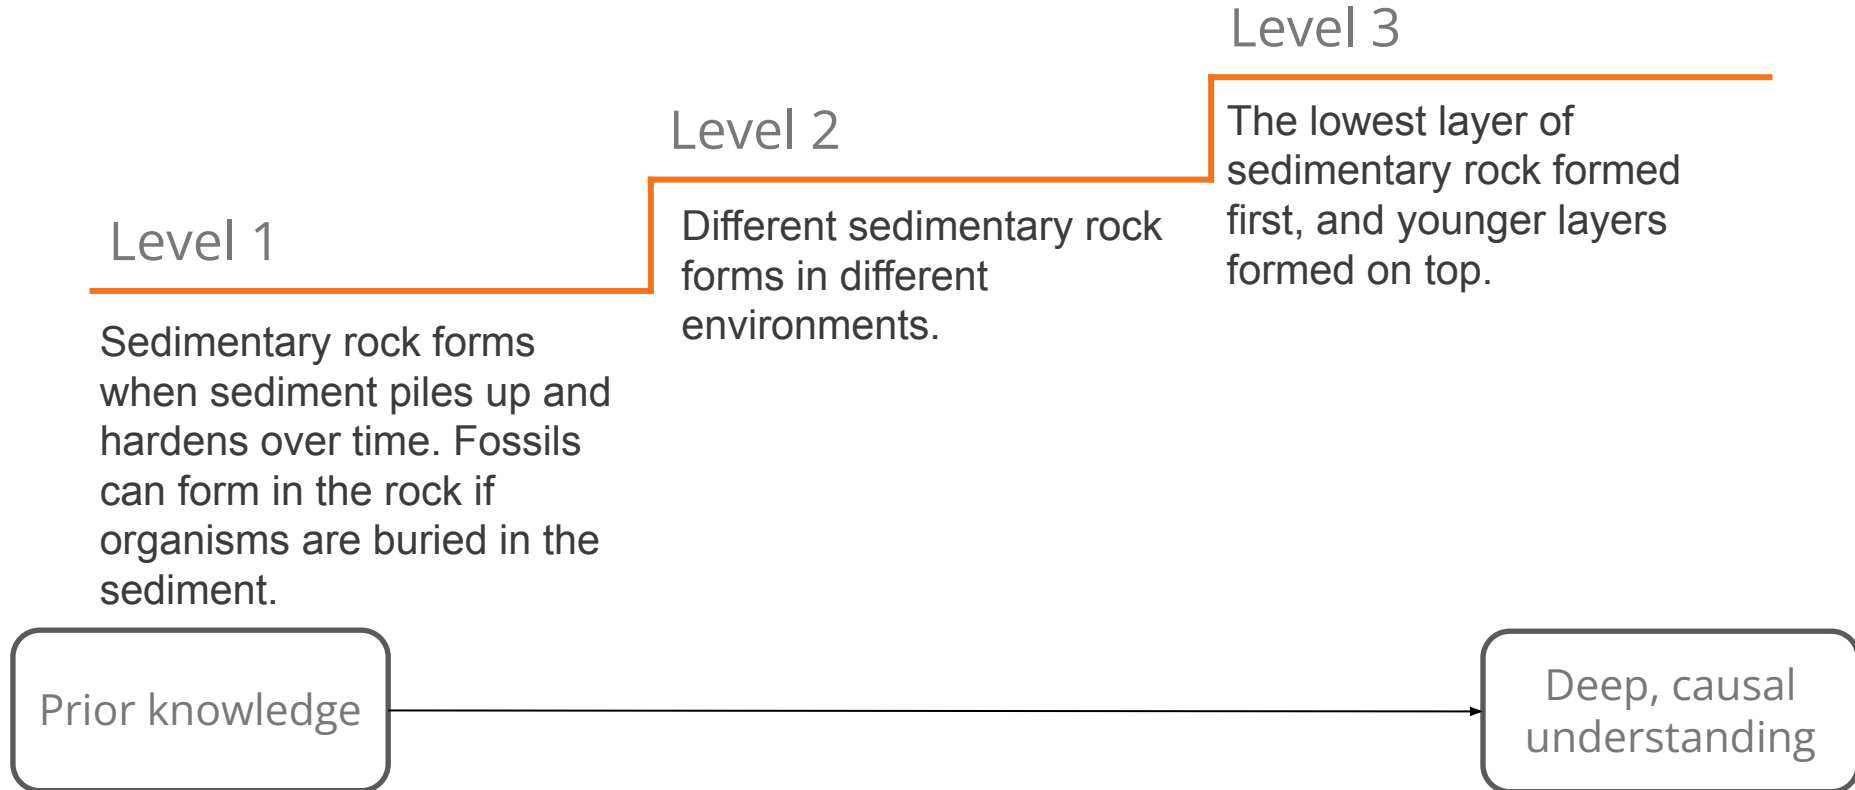 Level 1
Sedimentary rock forms
when sediment piles up and
hardens over time. Fossils
can form in the rock if
organisms are buried in the
sediment.
Level 2
Different sedimentary rock
forms in different
environments.
Level 3
The lowest layer of
sedimentary rock formed
first, and younger layers
formed on top.
Prior knowledge
Deep, causal
understanding